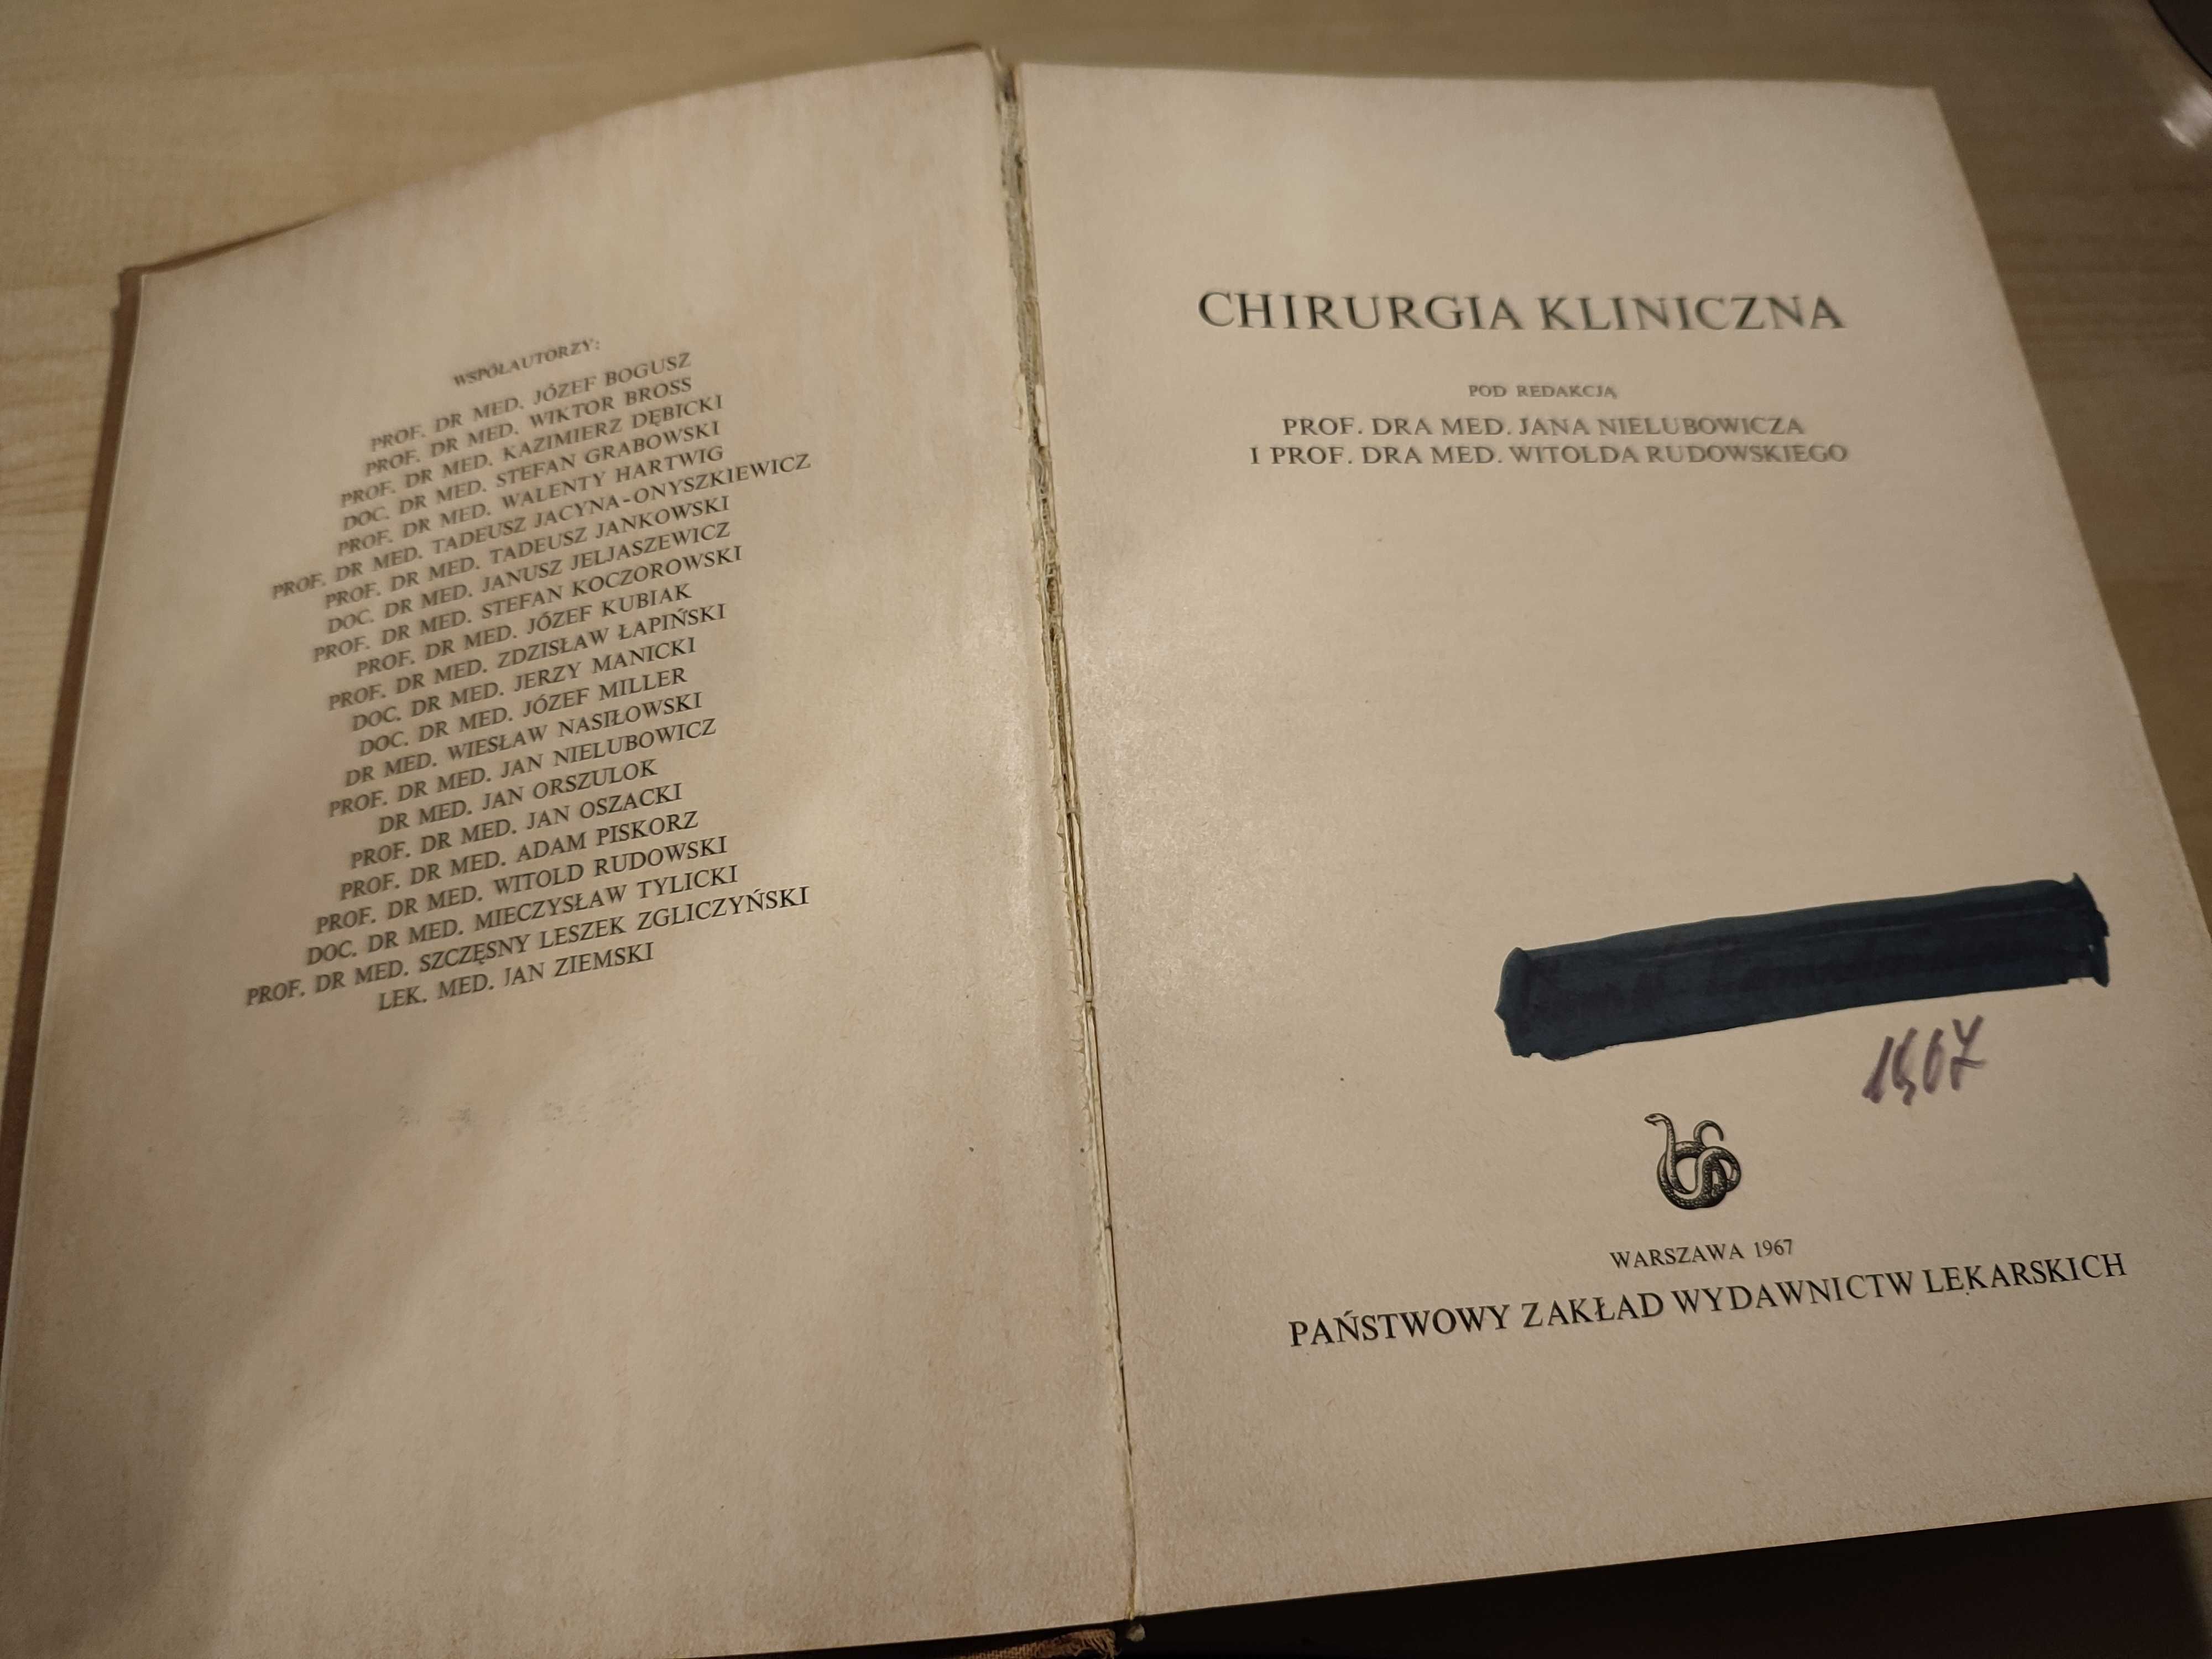 WSPÓŁAUTORZY:
PROF. DR MED. JÓZEF BOGUSZ
PROF. DR MED. WIKTOR BROSS
PROF. DR MED. KAZIMIERZ DĘBICKI
DOC. DR MED. STEFAN GRABOWSKI
PROF. DR MED. WALENTY HARTWIG
PROF. DR MED. TADEUSZ JACYNA-ONYSZKIEWICZ
PROF. DR MED. TADEUSZ JANKOWSKI
DOC. DR MED. JANUSZ JELJASZEWICZ
PROF. DR MED. STEFAN KOCZOROWSKI
PROF. DR MED. JÓZEF KUBIAK
PROF. DR MED. ZDZISŁAW ŁAPIŃSKI
DOC. DR MED. JERZY MANICKI
DOC. DR MED. JÓZEF MILLER
DR MED. WIESŁAW NASIŁOWSKI
PROF. DR MED. JAN NIELUBOWICZ
DR MED. JAN ORSZULOK
PROF. DR MED. JAN OSZACKI
PROF. DR MED. ADAM PISKORZ
PROF. DR MED. WITOLD RUDOWSKI
DOC. DR MED. MIECZYSŁAW TYLICKI
PROF. DR MED. SZCZĘSNY LESZEK ZGLICZYŃSKI
LEK. MED. JAN ZIEMSKI
CHIRURGIA KLINICZNA
POD REDAKCJĄ
PROF. DRA MED. JANA NIELUBOWICZA
I PROF. DRA MED. WITOLDA RUDOWSKIEGO
1967
WARSZAWA 1967
PAŃSTWOWY ZAKŁAD WYDAWNICTW LEKARSKICH